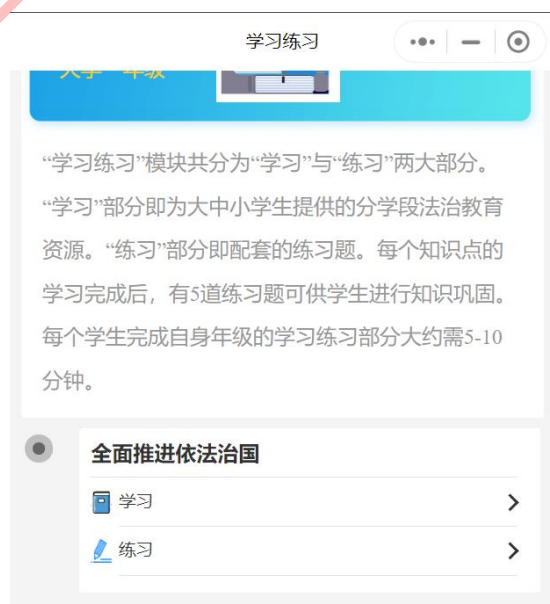 学习练习
“学习练习”模块共分为“学习”与“练习”两大部分。
“学习”部分即为大中小学生提供的分学段法治教育
资源。“练习”部分即配套的练习题。每个知识点的
学习完成后，有5道练习题可供学生进行知识巩固。
每个学生完成自身年级的学习练习部分大约需5-10
分钟。
全面推进依法治国
学习
练习